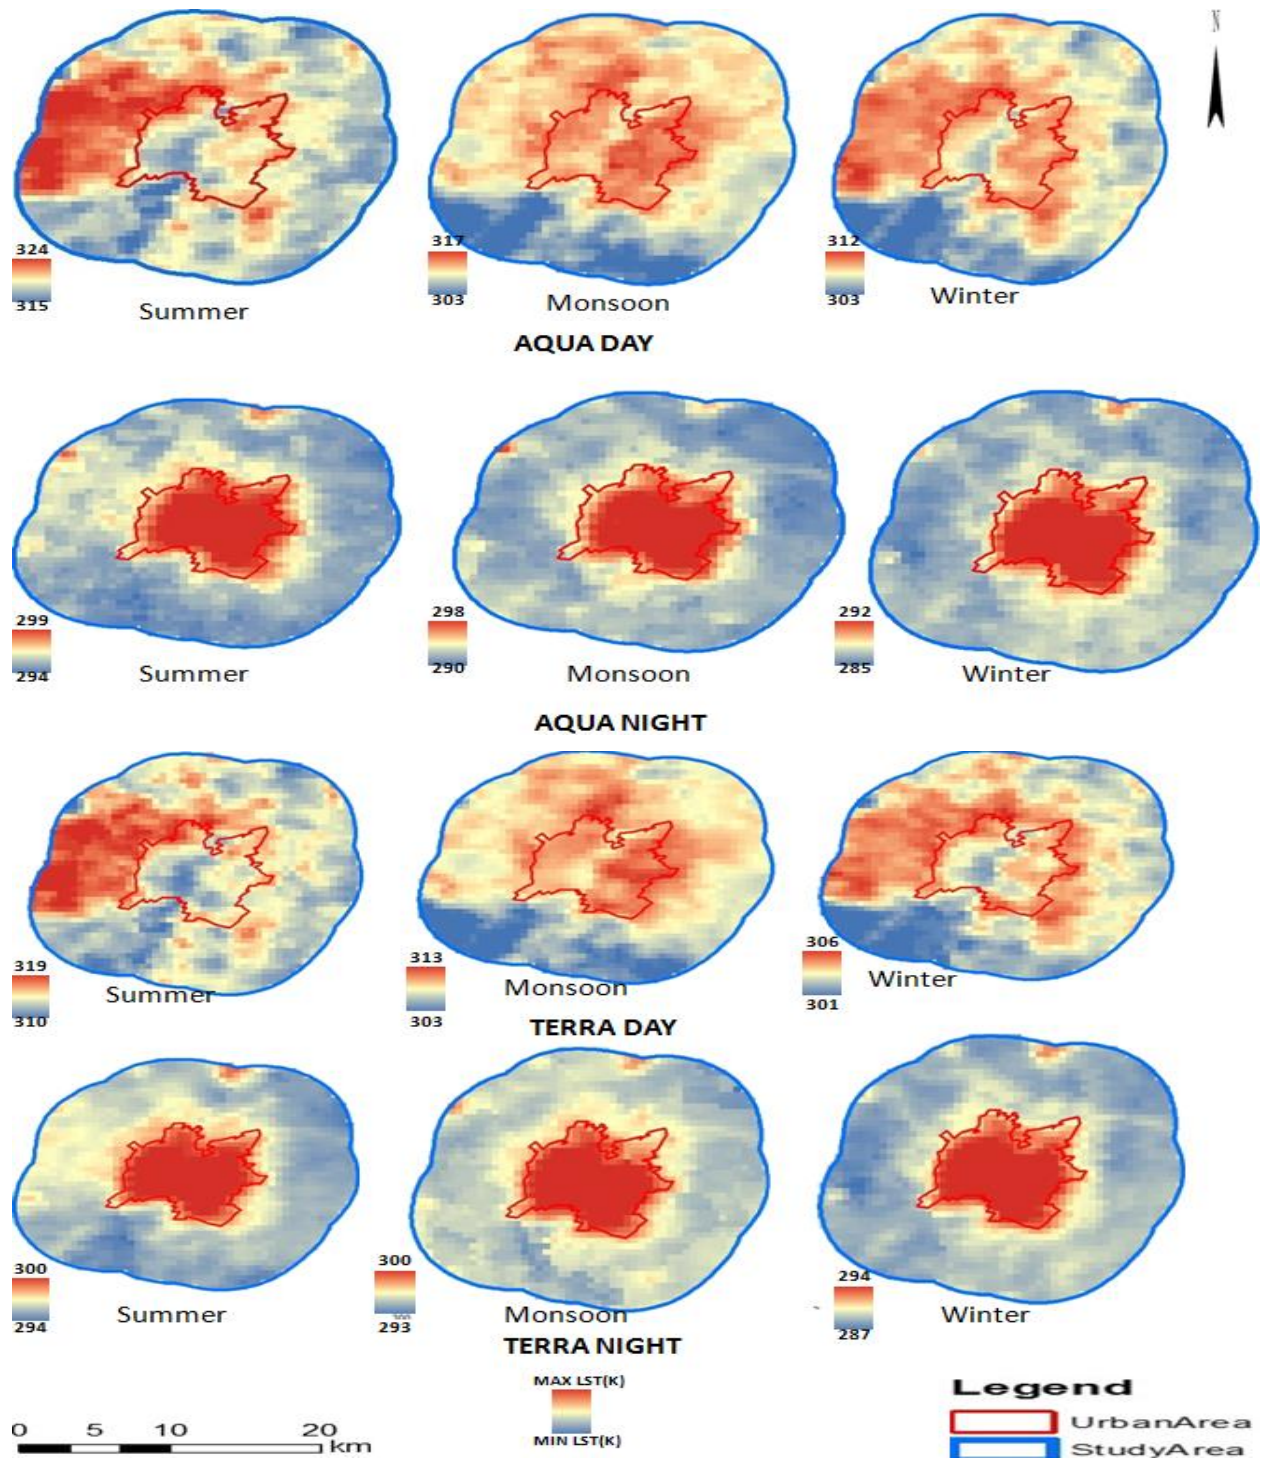 N
324
315
Summer
317
303
Monsoon
312
303
Winter
AQUA DAY
299
294
Summer
298
290
Monsoon
292
285
Winter
AQUA NIGHT
319
310
Summer
313
303
Monsoon
306
301
Winter
TERRA DAY
300
294
Summer
300
293
Monsoon
294
287
Winter
TERRA NIGHT
MAX LST(K)
MIN LST(K)
0 5 10 20
km
Legend
UrbanArea
StudyArea